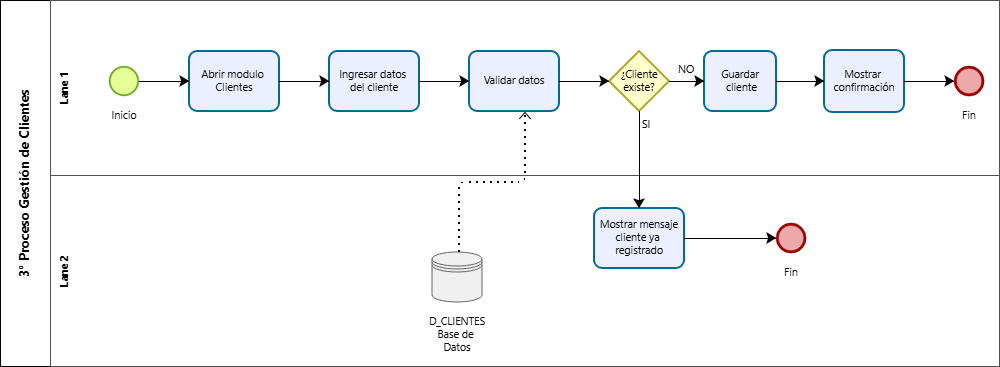 3° Proceso Gestión de Clientes
Lane 1
Inicio
Abrir modulo
Clientes
Ingresar datos
del cliente
Validar datos
¿Cliente
existe?
NO
SI
Guardar
cliente
Mostrar
confirmación
Fin
Lane 2
D_CLIENTES
Base de
Datos
Mostrar mensaje
cliente ya
registrado
Fin